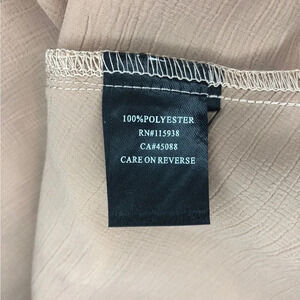 100%POLYESTER
RN#115938
CA#45088
CARE ON REVERSE